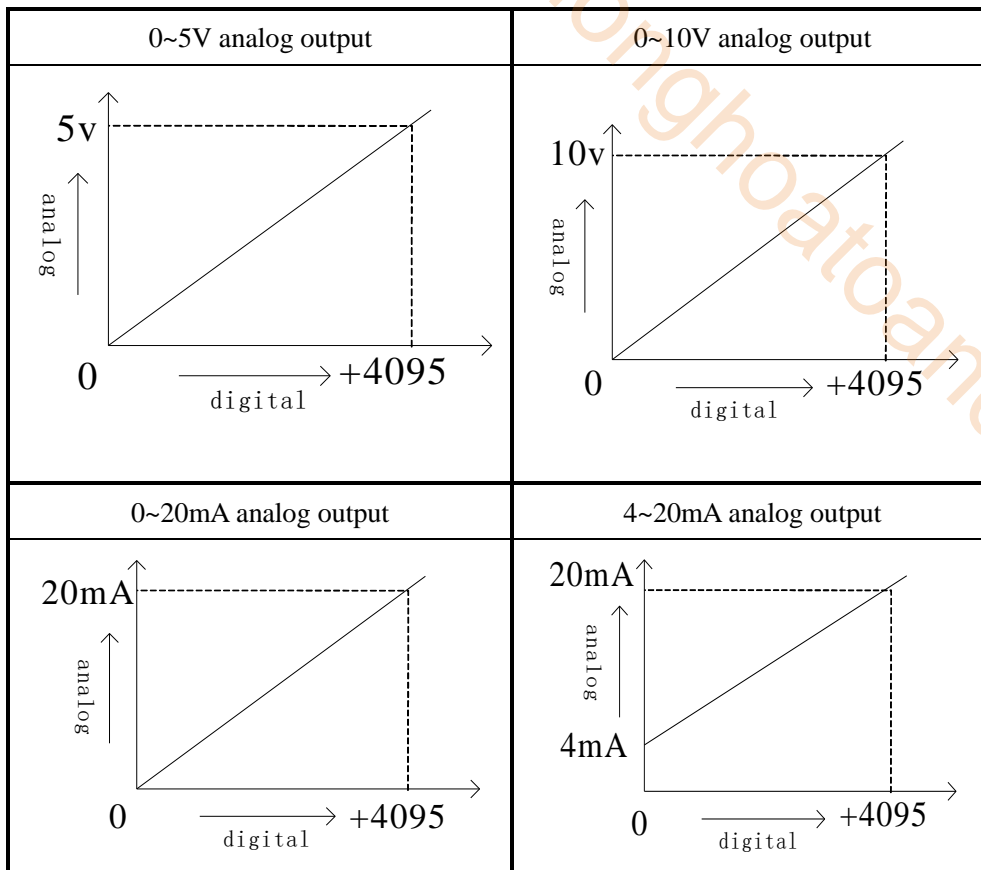 0~5V analog output
0~10V analog output
5v
analog
0
digital
+4095
10v
analog
0
digital
+4095
0~20mA analog output
4~20mA analog output
20mA
analog
0
digital
+4095
20mA
analog
4mA
0
digital
+4095
onghoatoan